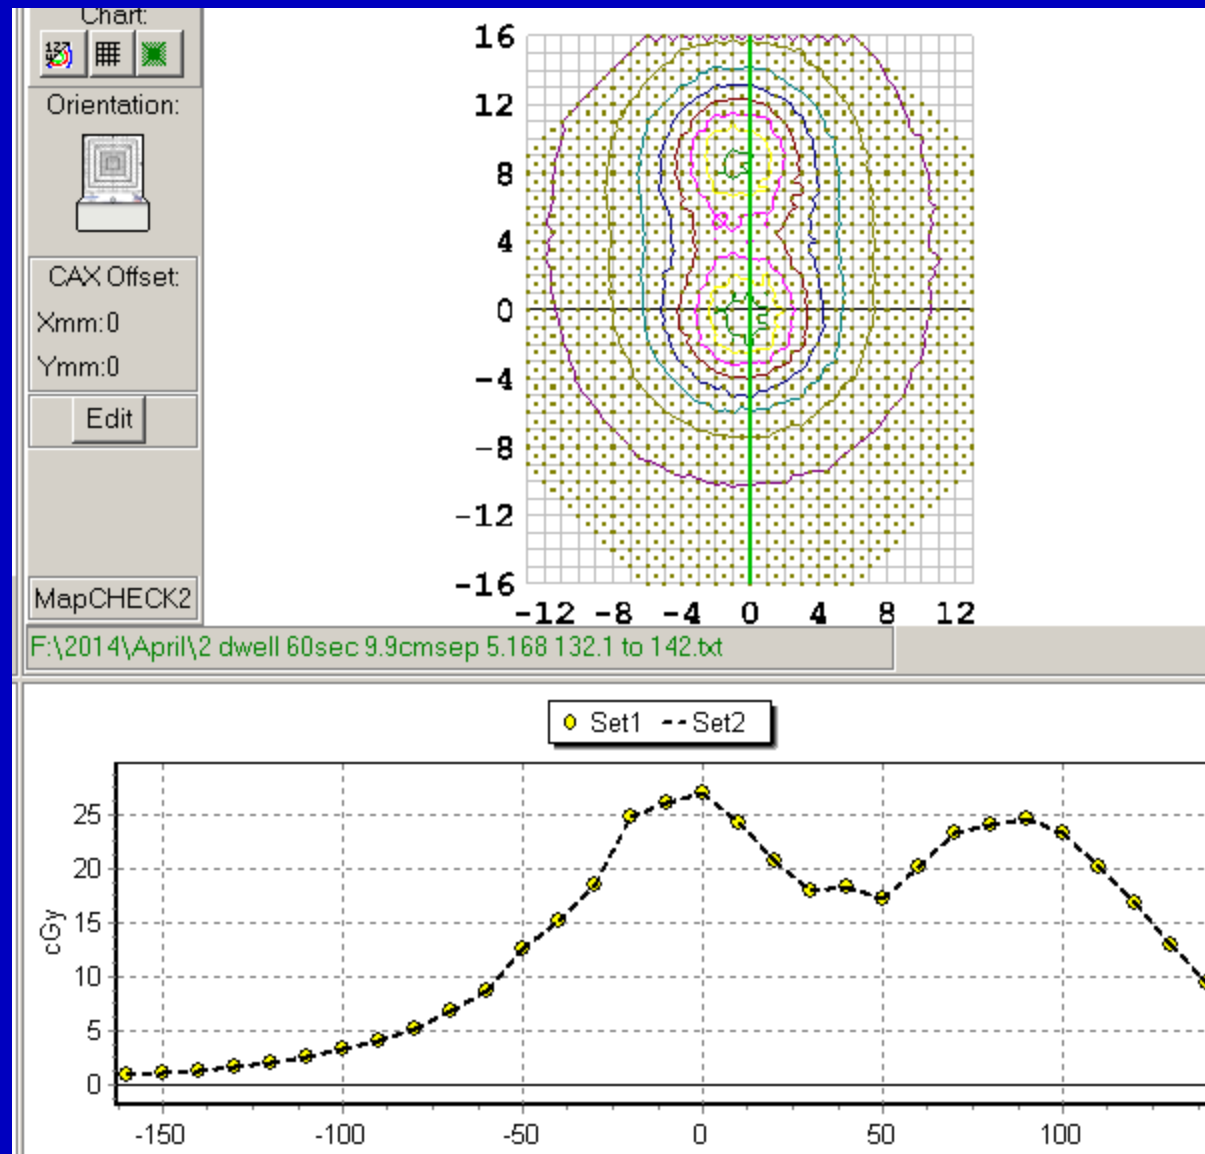 Chart:
Orientation:
CAX Offset:
Xmm:0
Ymm:0
Edit
MapCHECK2
16
12
8
4
0
-4
-8
-12
-16
-12 -8 -4 0 4 8 12
F:\2014\April\2 dwell 60sec 9.9cmsep 5.168 132.1 to 142.txt
Set1 Set2
cGy
25
20
15
10
5
0
-150 -100 -50 0 50 100